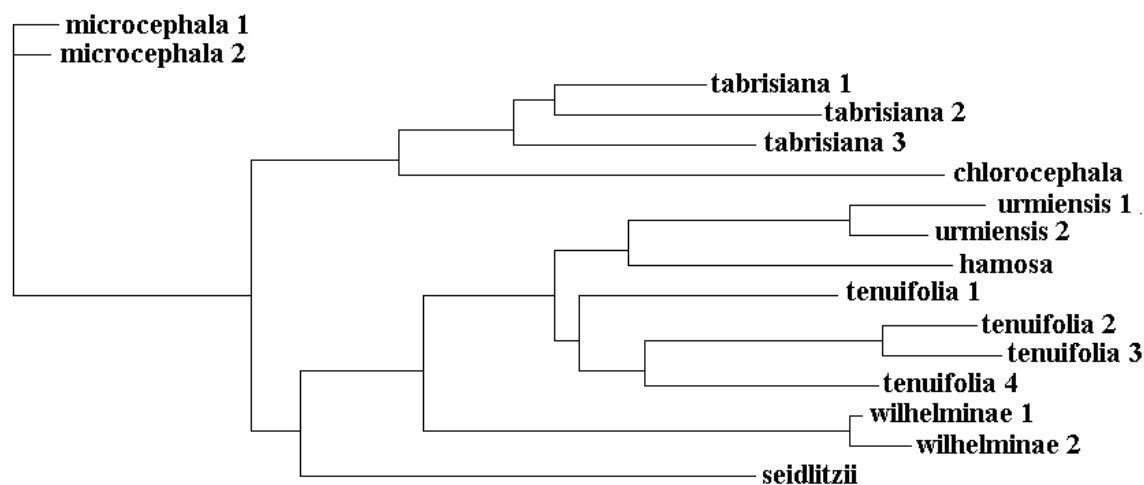 microcephala 1
microcephala 2
tabrisiana 1
tabrisiana 2
tabrisiana 3
chlorocephala
urmiensis 1
urmiensis 2
hamosa
tenuifolia 1
tenuifolia 2
tenuifolia 3
tenuifolia 4
wilhelminae 1
wilhelminae 2
seidlitzii